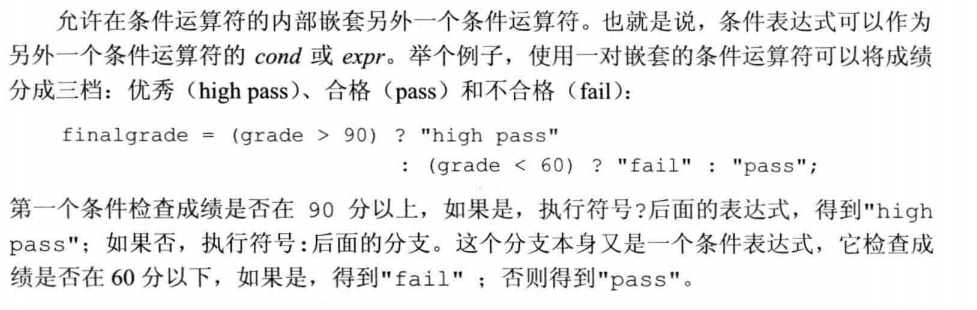 允许在条件运算符的内部嵌套另外一个条件运算符。也就是说，条件表达式可以作为
另外一个条件运算符的 cond 或 expr。举个例子，使用一对嵌套的条件运算符可以将成绩
分成三档：优秀（high pass）、合格（pass）和不合格（fail）：
finalgrade = (grade > 90) ? "high pass"
: (grade < 60) ? "fail" : "pass";
第一个条件检查成绩是否在 90 分以上，如果是，执行符号?后面的表达式，得到"high
pass"；如果否，执行符号:后面的分支。这个分支本身又是一个条件表达式，它检查成
绩是否在 60 分以下，如果是，得到"fail" ；否则得到"pass"。